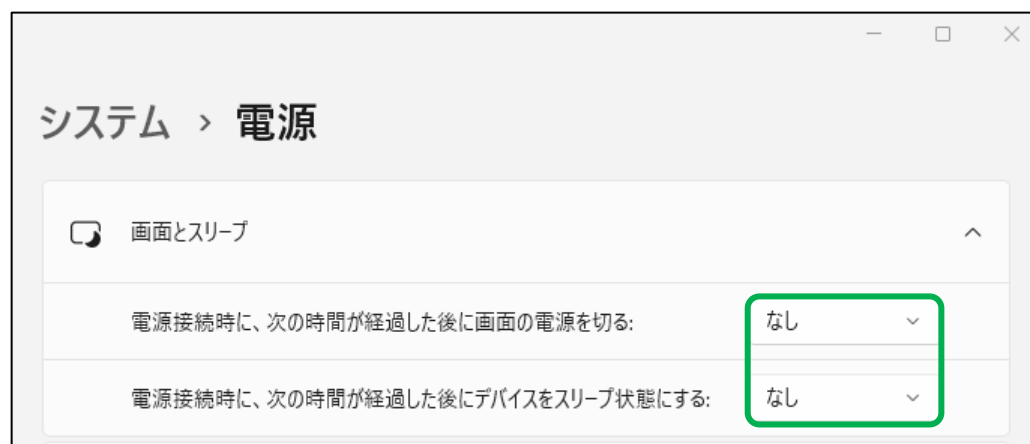 システム › 電源
画面とスリープ
電源接続時に、次の時間が経過した後に画面の電源を切る: なし
電源接続時に、次の時間が経過した後にデバイスをスリープ状態にする: なし